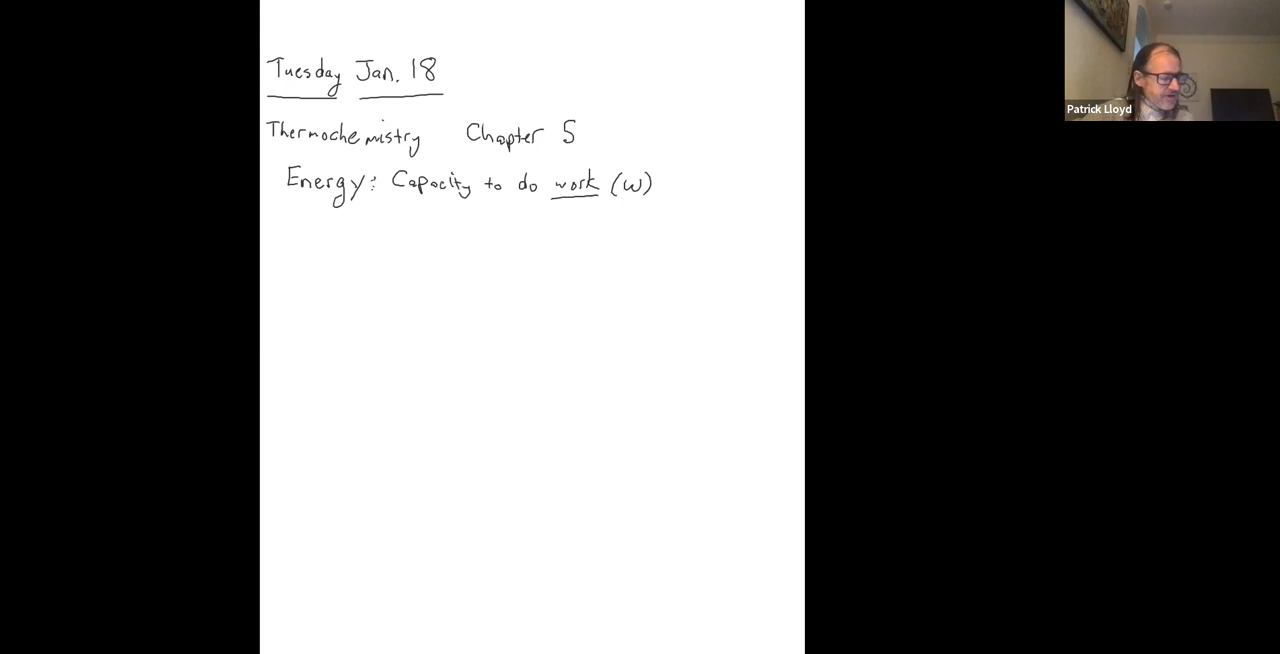 Tuesday Jan. 18
Thermochemistry Chapter 5
Energy: Capacity to do work (w)
Patrick Lloyd